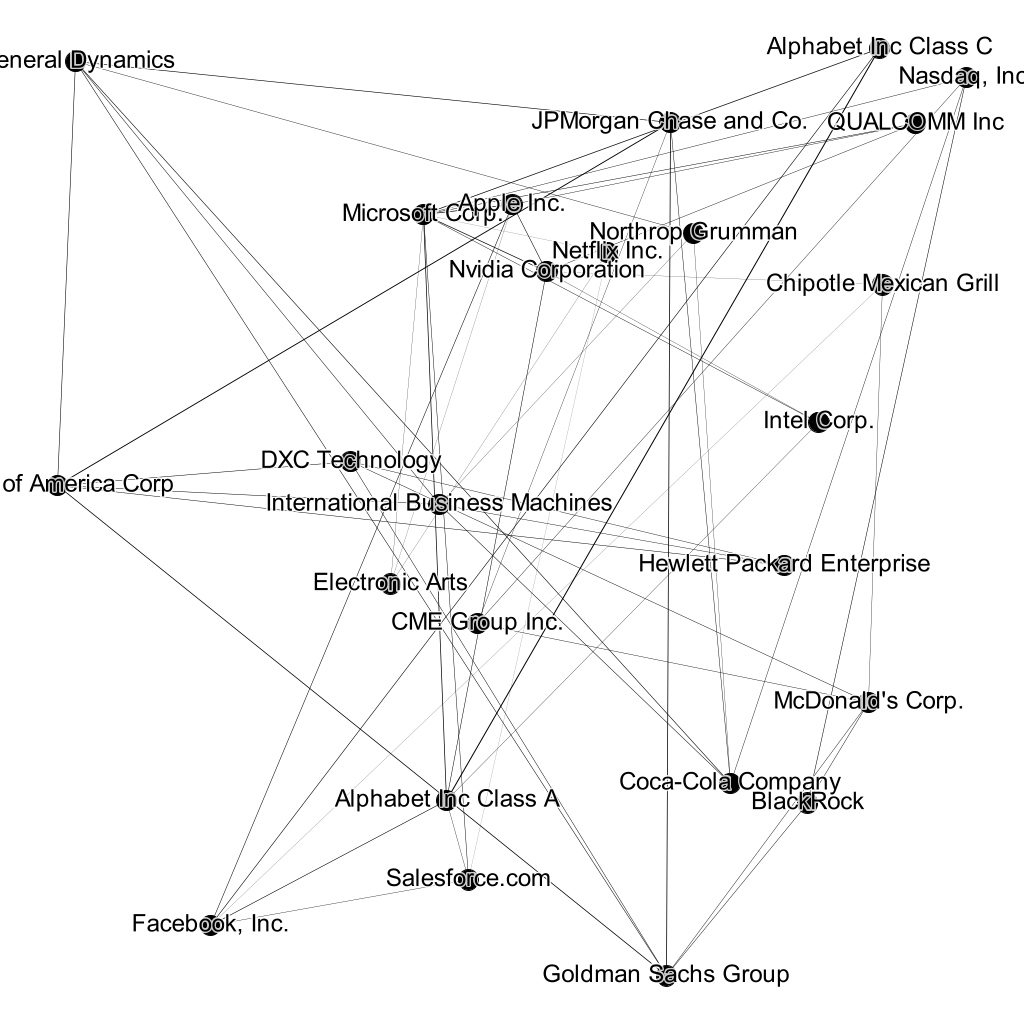 Alphabet Inc Class C
eneral Dynamics
Nasdaq, Inc
JPMorgan Chase and Co.
QUALCOMM Inc
Apple Inc.
Microsoft Corp.
Northrop Grumman
Netflix Inc.
Nvidia Corporation
Chipotle Mexican Grill
Intel Corp.
DXC Technology
of America Corp
International Business Machines
Hewlett Packard Enterprise
Electronic Arts
CME Group Inc.
McDonald's Corp.
Coca-Cola Company
Alphabet Inc Class A
BlackRock
Salesforce.com
Facebook, Inc.
Goldman Sachs Group